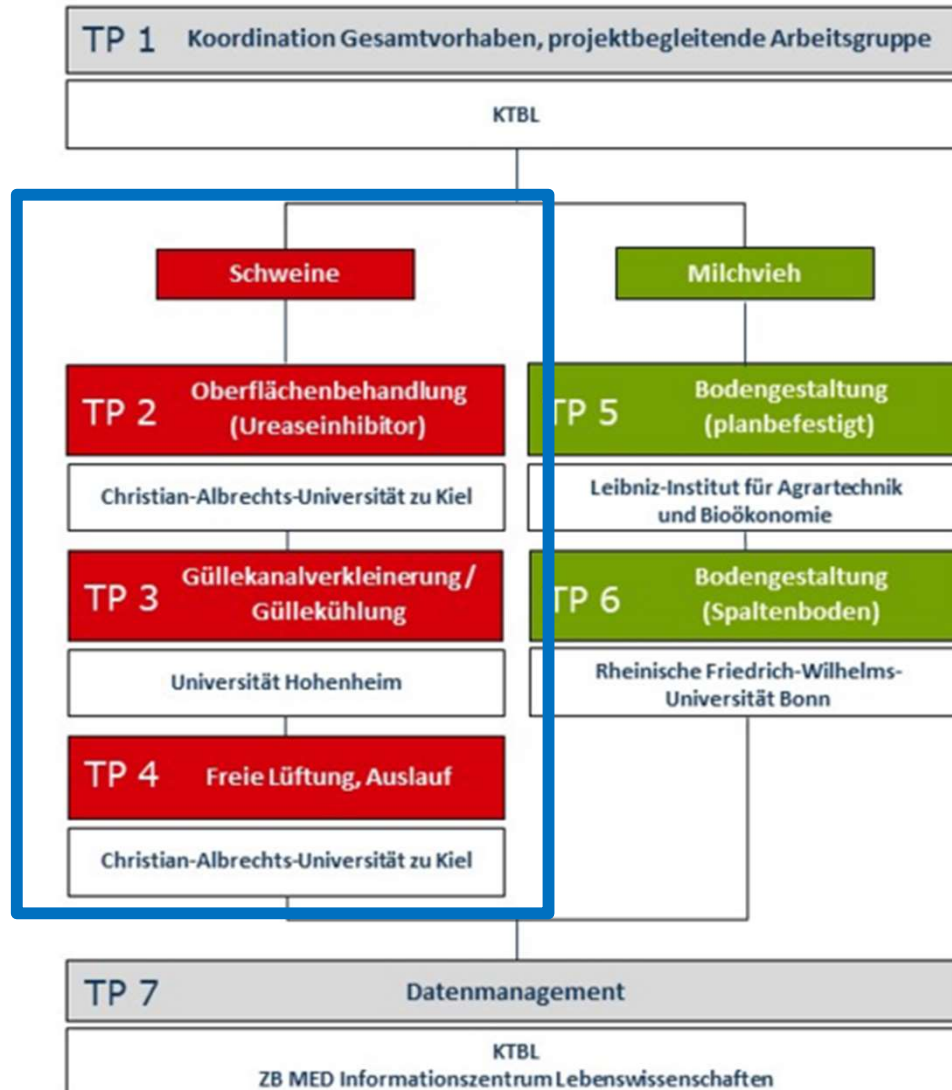 TP 1 Koordination Gesamtvorhaben, projektbegleitende Arbeitsgruppe
KTBL
Schweine
TP 2 Oberflächenbehandlung
(Ureaseinhibitor)
Christian-Albrechts-Universität zu Kiel
TP 3 Güllekanalverkleinerung/
Güllekühlung
Universität Hohenheim
TP 4 Freie Lüftung, Auslauf
Christian-Albrechts-Universität zu Kiel
Milchvieh
TP 5 Bodengestaltung
(planbefestigt)
Leibniz-Institut für Agrartechnik
und Bioökonomie
TP 6 Bodengestaltung
(Spaltenboden)
Rheinische Friedrich-Wilhelms-
Universität Bonn
TP 7 Datenmanagement
KTBL
ZB MED Informationszentrum Lebenswissenschaften